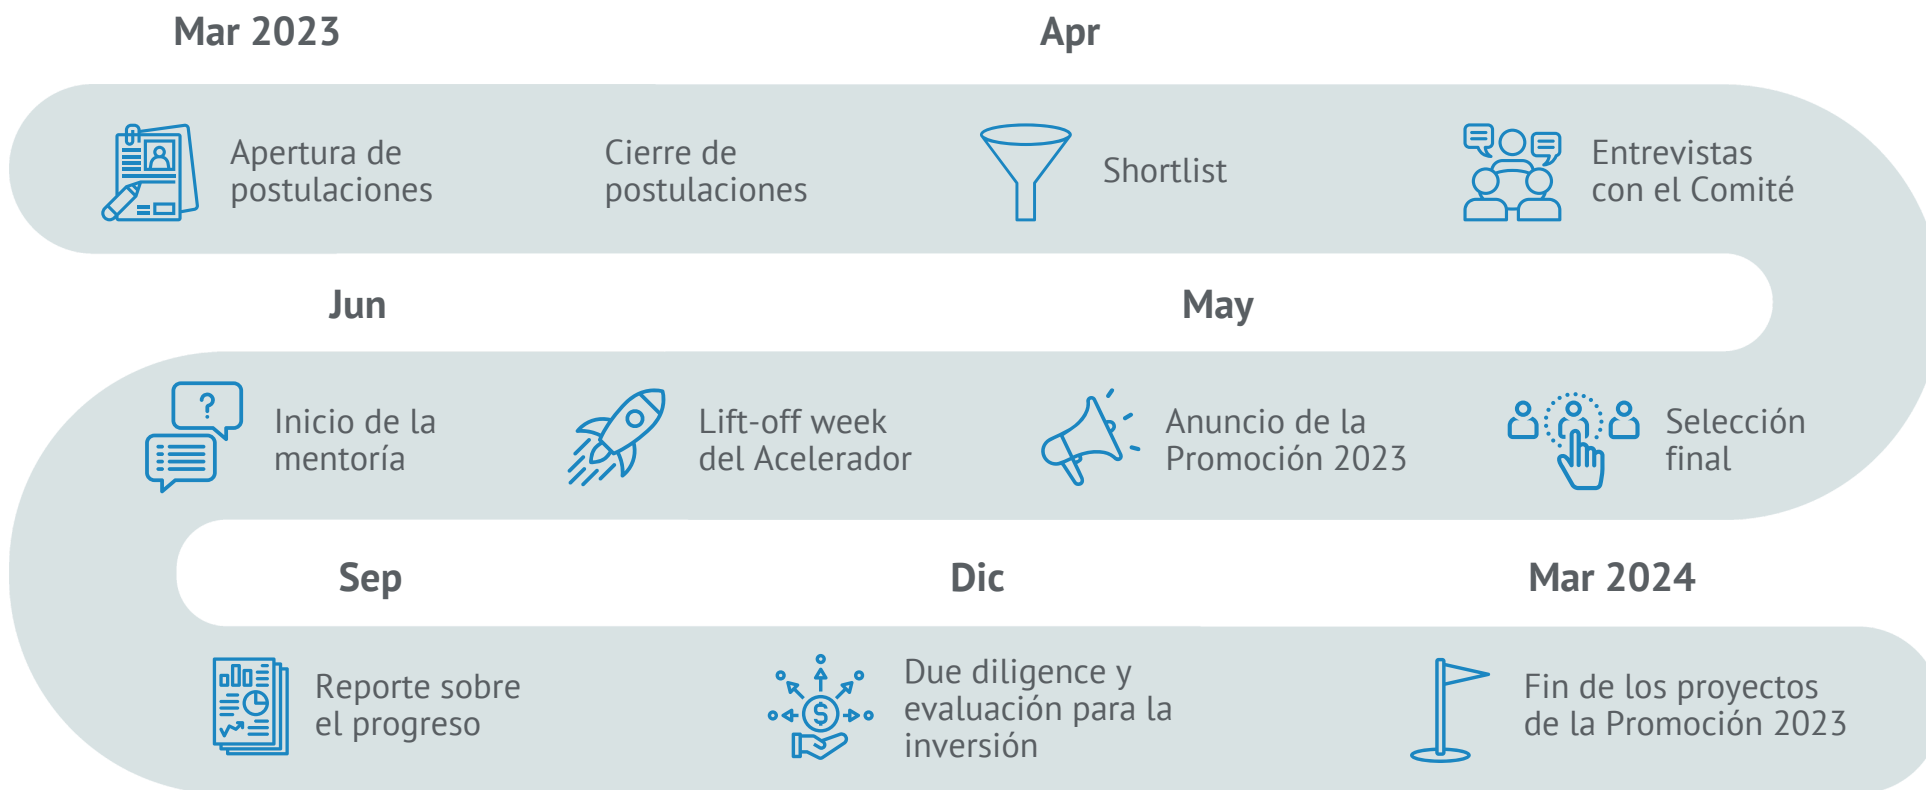 Mar 2023
Apr
Apertura de
postulaciones
Cierre de
postulaciones
Shortlist
Entrevistas
con el Comité
Jun
May
Inicio de la
mentoría
Lift-off week
del Acelerador
Anuncio de la
Promoción 2023
Selección
final
Sep
Dic
Mar 2024
Reporte sobre
el progreso
Due diligence y
evaluación para la
inversión
Fin de los proyectos
de la Promoción 2023